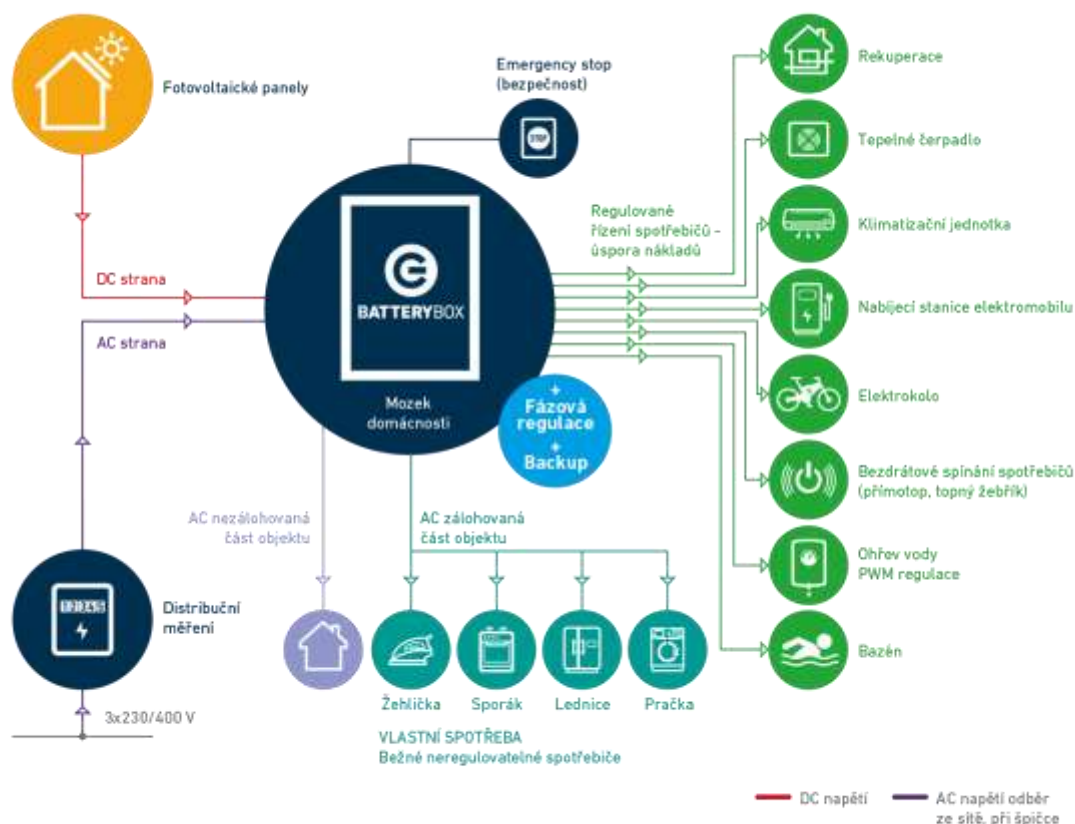 Fotovoltaické panely
Emergency stop
(bezpečnost)
STOP
Rekuperace
Tepelné čerpadlo
Regulované
řízení spotřebičů -
úspora nákladů
Klimatizační jednotka
DC strana
BATTERYBOX
Nabíjecí stanice elektromobilu
AC strana
Mozek
domácnosti
+
Fázová
regulace
+
Backup
Elektrokolo
Bezdrátové spínání spotřebičů
(přímotop, topný žebřík)
AC nezálohovaná
část objektu
AC zálohovaná
část objektu
Ohřev vody
PWM regulace
12345
Distribuční
měření
Bazén
Žehlička
Sporák
Lednice
Pračka
3x230/400 V
VLASTNÍ SPOTŘEBA
Bežné neregulovatelné spotřebiče
DC napětí
AC napětí odběr
ze sítě, při špičce